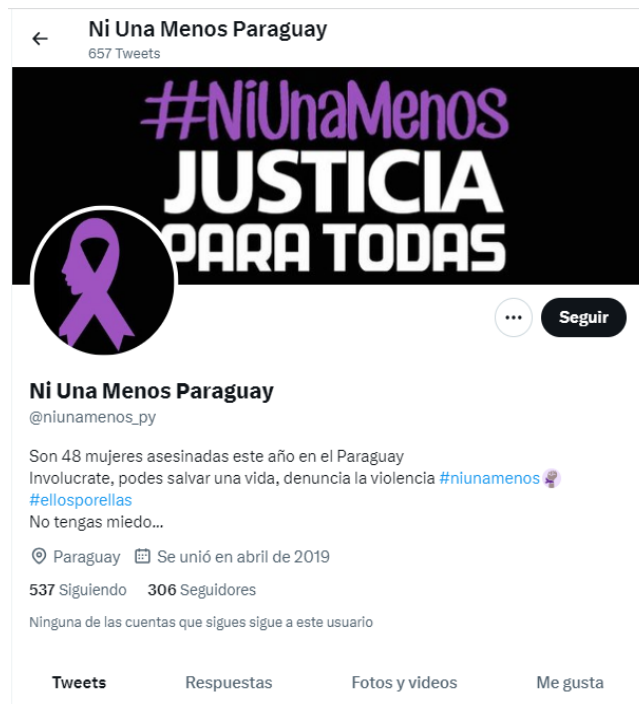 Ni Una Menos Paraguay
657 Tweets
#NiUnaMenos
JUSTICIA
PARA TODAS
Seguir
Ni Una Menos Paraguay
@niunamenos_py
Son 48 mujeres asesinadas este año en el Paraguay
Involucrate, podes salvar una vida, denuncia la violencia #niunamenos
#ellosporellas
No tengas miedo...
Paraguay Se unió en abril de 2019
537 Siguiendo 306 Seguidores
Ninguna de las cuentas que sigues sigue a este usuario
Tweets Respuestas Fotos y videos Me gusta